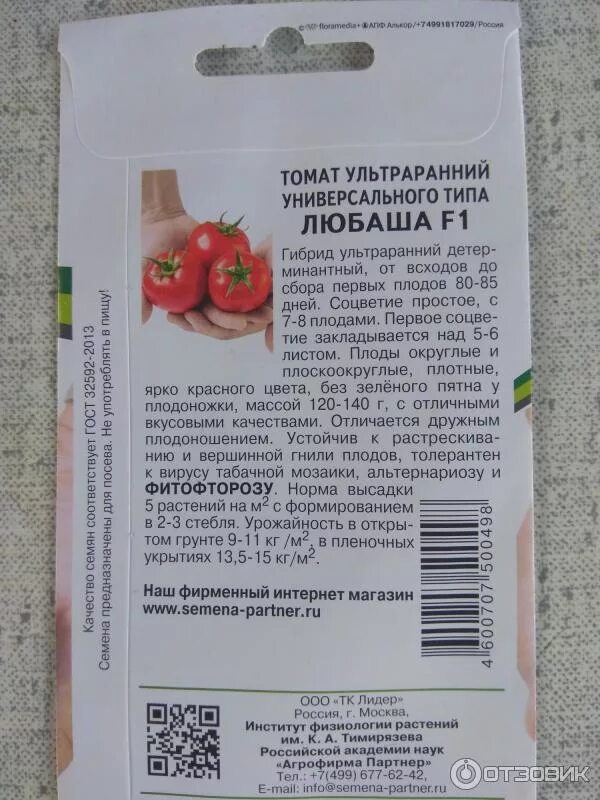 floramedia+ АПФ Алькор/+74991817029/Россия
ТОМАТ УЛЬТРАРАННИЙ
УНИВЕРСАЛЬНОГО ТИПА
ЛЮБАША F1
Гибрид ультраранний детер-
минантный, от всходов до
сбора первых плодов 80-85
дней. Соцветие простое, с
7-8 плодами. Первое соцве-
тие закладывается над 5-6
листом. Плоды округлые и
плоскоокруглые, плотные,
ярко красного цвета, без зелёного пятна у
плодоножки, массой 120-140 г, с отличными
вкусовыми качествами. Отличается дружным
плодоношением. Устойчив к растрескива-
нию и вершинной гнили плодов, толерантен
к вирусу табачной мозаики, альтернариозу и
ФИТОФТОРОЗУ. Норма высадки
5 растений на м² с формированием
в 2-3 стебля. Урожайность в откры-
том грунте 9-11 кг /м², в пленочных
укрытиях 13,5-15 кг/м².
Наш фирменный интернет магазин
www.semena-partner.ru
4 600707 500498
Качество семян соответствует ГОСТ 32592-2013
Семена предназначены для посева. Не употреблять в пищу!
ООО «ТК Лидер»
Россия, г. Москва,
Институт физиологии растений
им. К. А. Тимирязева
Российской академии наук
«Агрофирма Партнер»
Тел.: +7(499) 677-62-42,
E-mail: info@semena-partner.ru
ОТЗОВИК